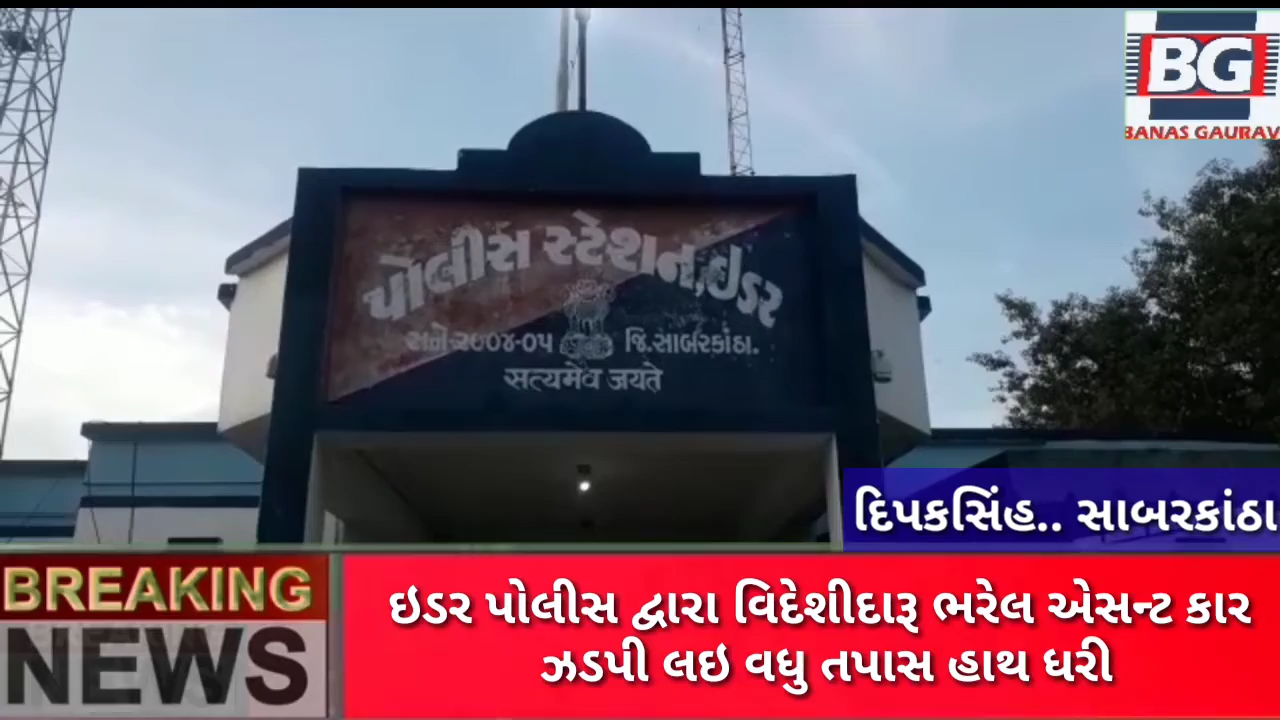 BG
BANAS GAURAV
પોલીસ સ્ટેશન,ઇડર
સને ૨૦૦૪-૦૫ જિ.સાબરકાંઠા.
સત્યમેવ જયતે
દિપકસિંહ.. સાબરકાંઠા
BREAKING
NEWS
ઇડર પોલીસ દ્વારા વિદેશીદારૂ ભરેલ એસન્ટ કાર
ઝડપી લઇ વધુ તપાસ હાથ ધરી